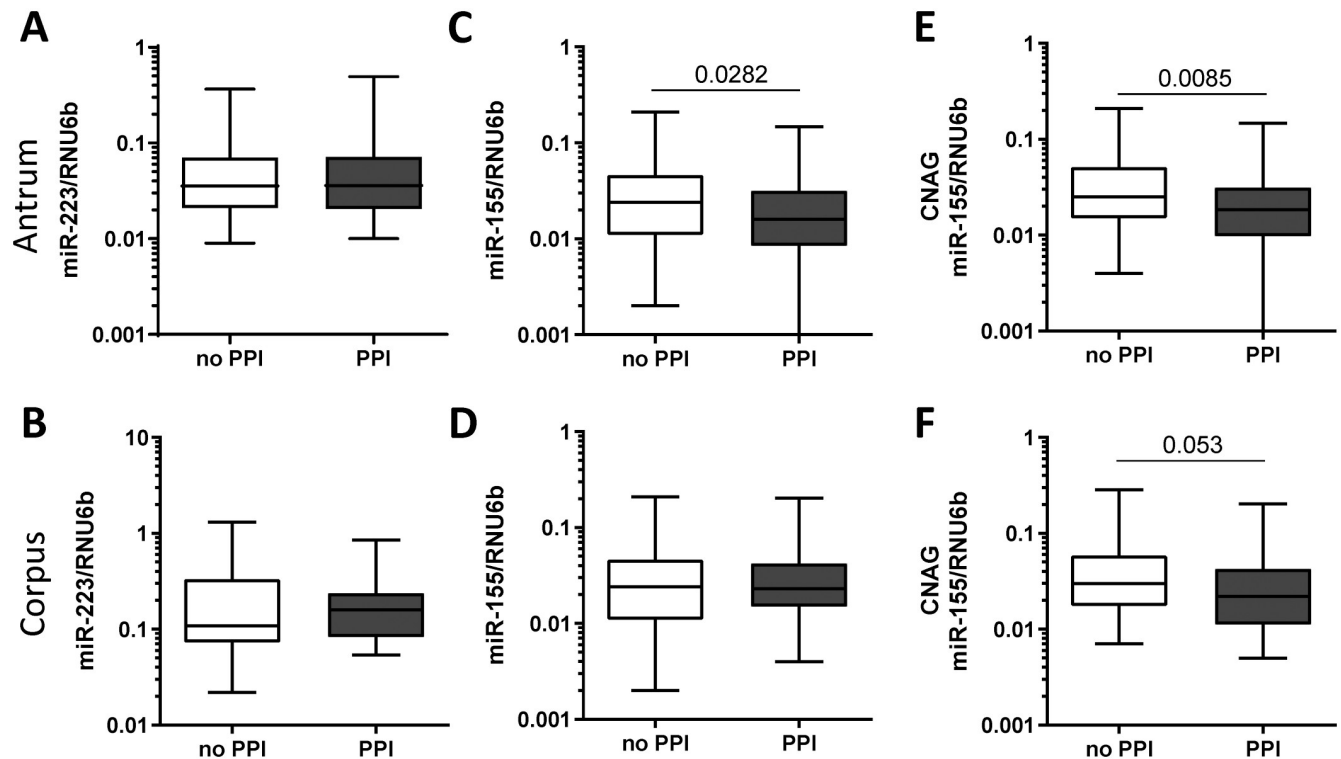 A
Antrum
miR-223/RNU6b
1
0.1
0.01
0.001
no PPI
PPI
C
miR-155/RNU6b
1
0.1
0.01
0.001
0.0282
no PPI
PPI
E
CNAG
miR-155/RNU6b
1
0.1
0.01
0.001
0.0085
no PPI
PPI
B
Corpus
miR-223/RNU6b
10
1
0.1
0.01
no PPI
PPI
D
miR-155/RNU6b
1
0.1
0.01
0.001
no PPI
PPI
F
CNAG
miR-155/RNU6b
1
0.1
0.01
0.001
0.053
no PPI
PPI